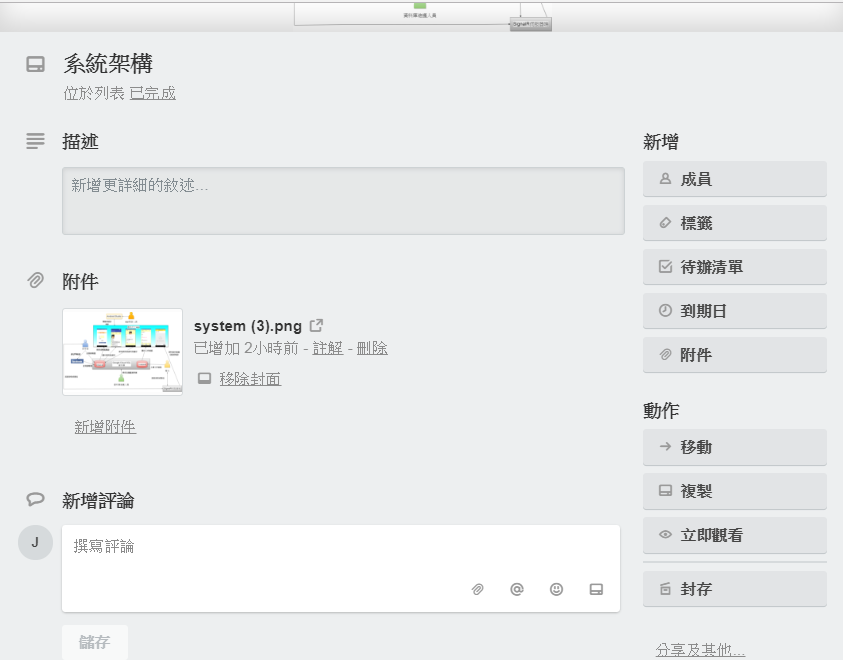 系統架構
位於列表 已完成
描述
新增更詳細的敘述...
附件
system (3).png
已增加 2小時前 - 註解 - 刪除
移除封面
新增附件
新增評論
J
撰寫評論
儲存
新增
成員
標籤
待辦清單
到期日
附件
動作
移動
複製
立即觀看
封存
分享及其他...